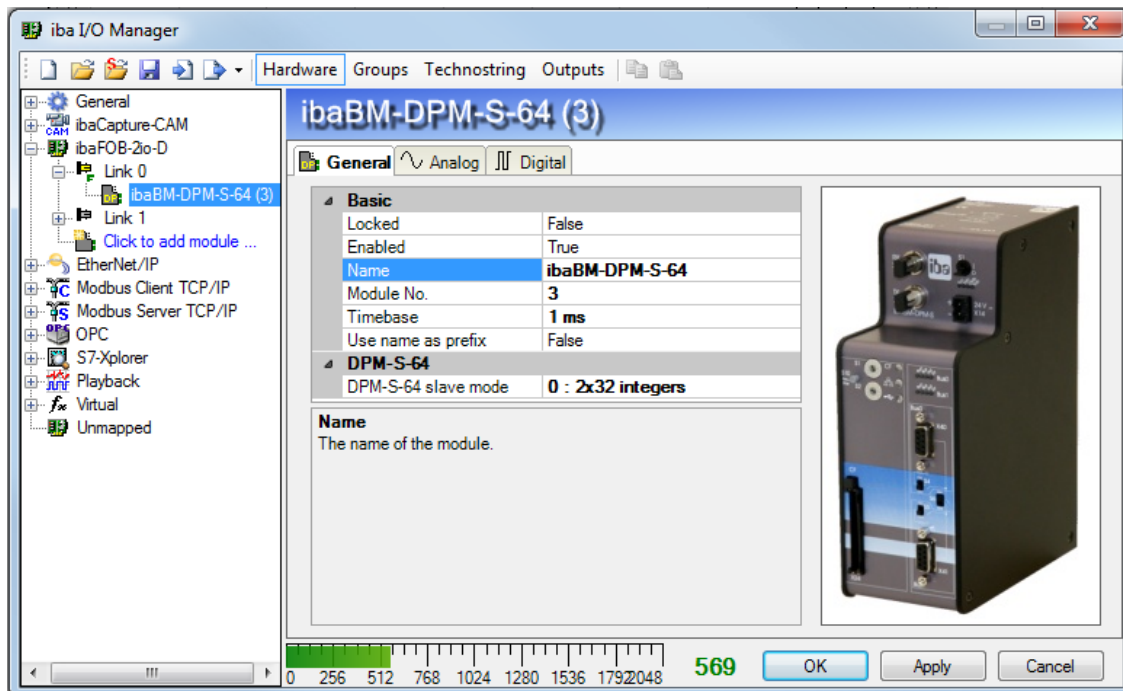 iba I/O Manager
Hardware Groups Technostring Outputs
General
ibaCapture-CAM
ibaFOB-2io-D
Link 0
ibaBM-DPM-S-64 (3)
Link 1
Click to add module ...
EtherNet/IP
Modbus Client TCP/IP
Modbus Server TCP/IP
OPC
S7-Xplorer
Playback
Virtual
Unmapped
ibaBM-DPM-S-64 (3)
General Analog Digital
Basic
Locked False
Enabled True
Name ibaBM-DPM-S-64
Module No. 3
Timebase 1 ms
Use name as prefix False
DPM-S-64
DPM-S-64 slave mode 0 : 2x32 integers
Name
The name of the module.
iba
0 256 512 768 1024 1280 1536 1792 2048
569
OK Apply Cancel